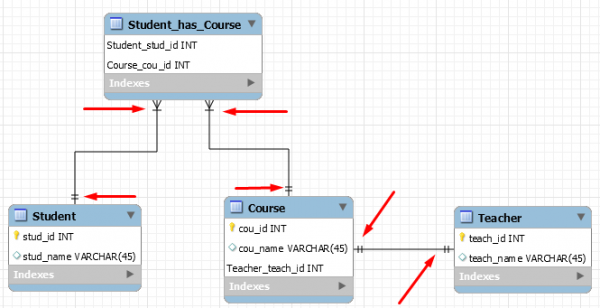 Student_has_Course
Student_stud_id INT
Course_cou_id INT
Indexes
Student
stud_id INT
stud_name VARCHAR(45)
Indexes
Course
cou_id INT
cou_name VARCHAR(45)
Teacher_teach_id INT
Indexes
Teacher
teach_id INT
teach_name VARCHAR(45)
Indexes